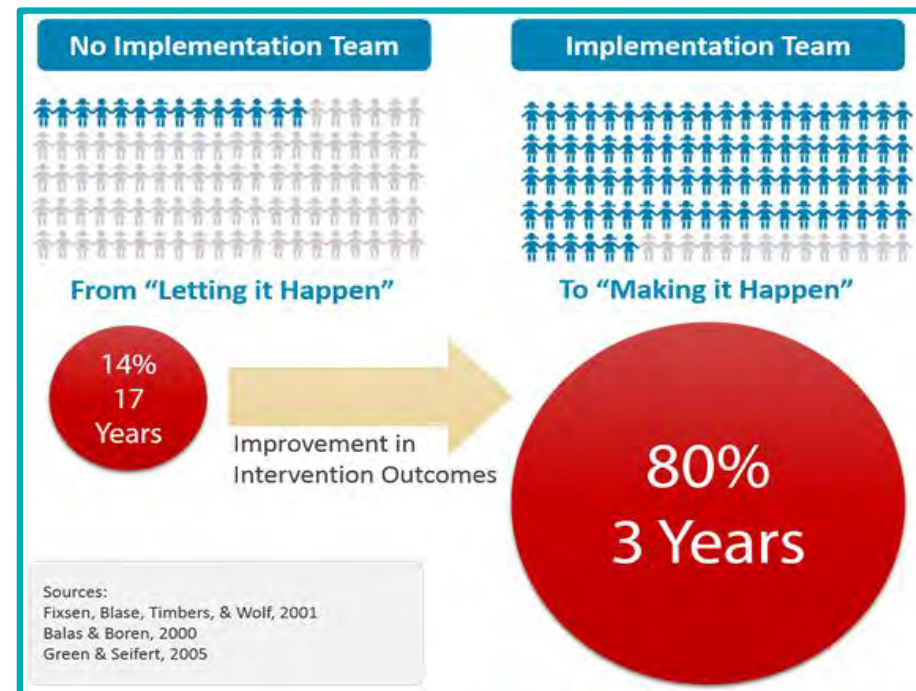 No Implementation Team
Implementation Team
From “Letting it Happen”
To “Making it Happen”
14%
17
Years
Improvement in
Intervention Outcomes
80%
3 Years
Sources:
Fixsen, Blase, Timbers, & Wolf, 2001
Balas & Boren, 2000
Green & Seifert, 2005